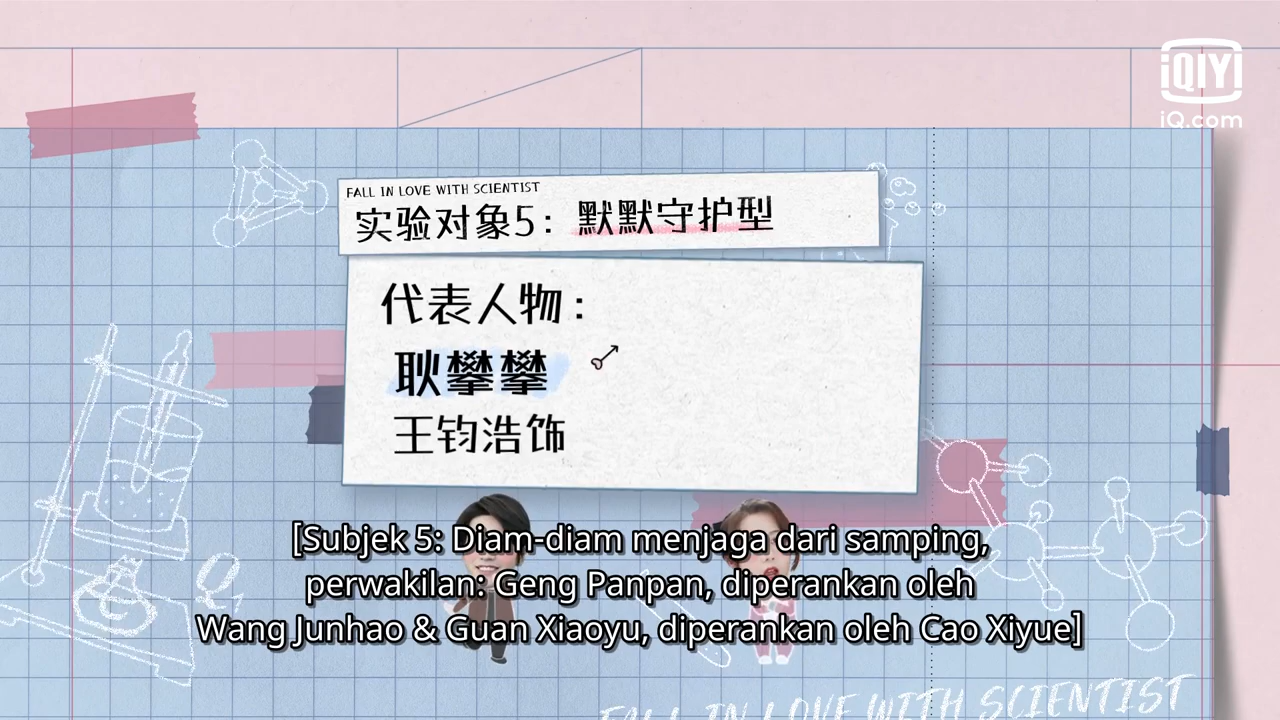 iQIYI
iQ.com
FALL IN LOVE WITH SCIENTIST
实验对象5：默默守护型
代表人物：
耿攀攀
王钧浩饰
[Subjek 5: Diam-diam menjaga dari samping,
perwakilan: Geng Panpan, diperankan oleh
Wang Junhao & Guan Xiaoyu, diperankan oleh Cao Xiyue]
FALL IN LOVE WITH SCIENTIST